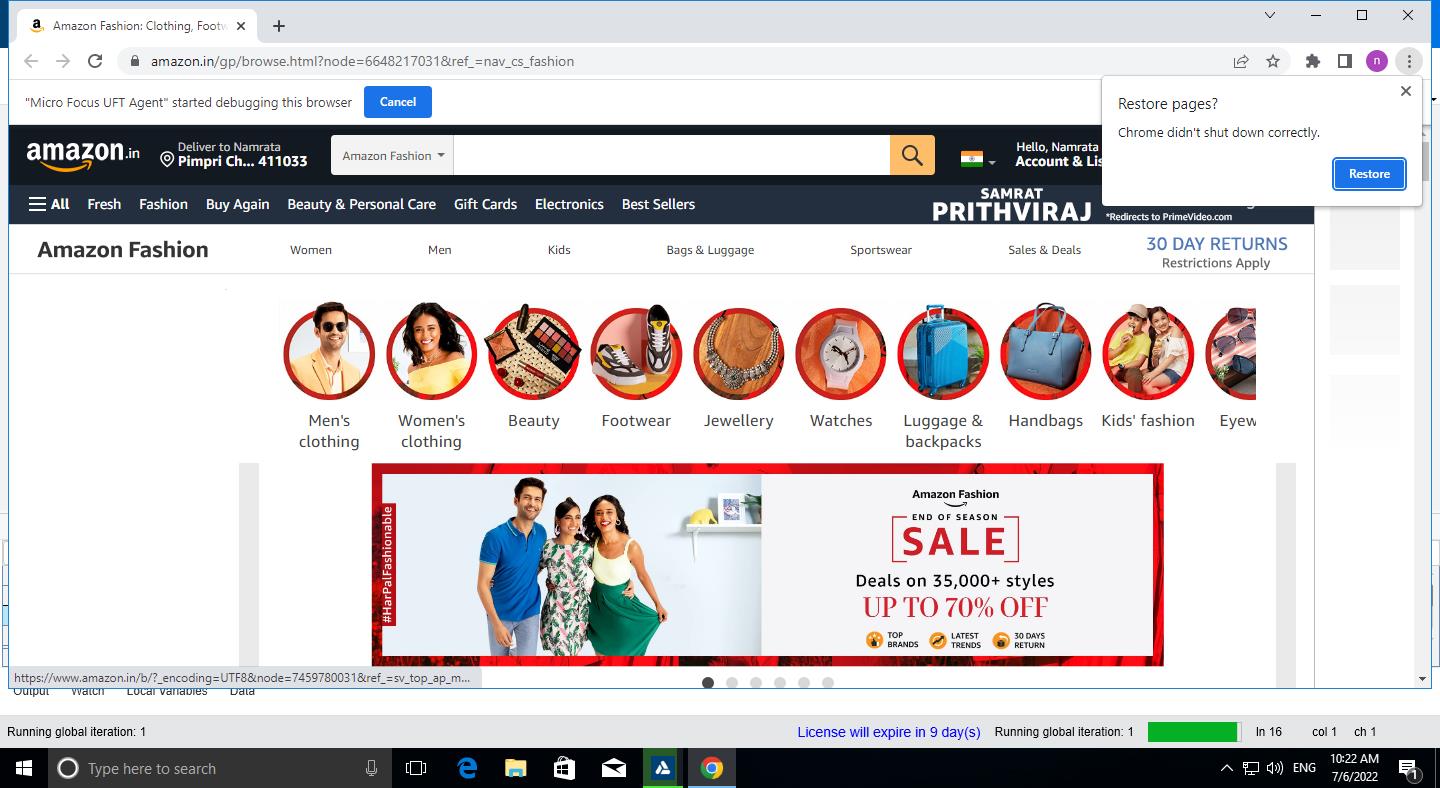 Amazon Fashion: Clothing, Footw
amazon.in/gp/browse.html?node=6648217031&ref_=nav_cs_fashion
n
"Micro Focus UFT Agent" started debugging this browser
Cancel
Restore pages?
Chrome didn't shut down correctly.
Restore
amazon.in
Deliver to Namrata
Pimpri Ch... 411033
Amazon Fashion
Hello, Namrata
Account & Lis
All
Fresh
Fashion
Buy Again
Beauty & Personal Care
Gift Cards
Electronics
Best Sellers
SAMRAT
PRITHVIRAJ
*Redirects to PrimeVideo.com
Amazon Fashion
Women
Men
Kids
Bags & Luggage
Sportswear
Sales & Deals
30 DAY RETURNS
Restrictions Apply
Men's
clothing
Women's
clothing
Beauty
Footwear
Jewellery
Watches
Luggage &
backpacks
Handbags
Kids' fashion
Eyew
#HarPalFashionable
Amazon Fashion
END OF SEASON
SALE
Deals on 35,000+ styles
UP TO 70% OFF
TOP
BRANDS
LATEST
TRENDS
30 DAYS
RETURN
https://www.amazon.in/b/?_encoding=UTF8&node=7459780031&ref_=sv_top_ap_m...
Output
Watch
Local Variables
Data
Running global iteration: 1
License will expire in 9 day(s)
Running global iteration: 1
ln 16
col 1
ch 1
Type here to search
ENG
10:22 AM
7/6/2022
1